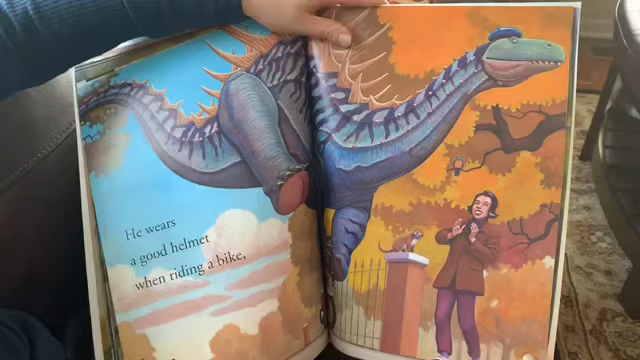 He wears
a good helmet
when riding a bike,